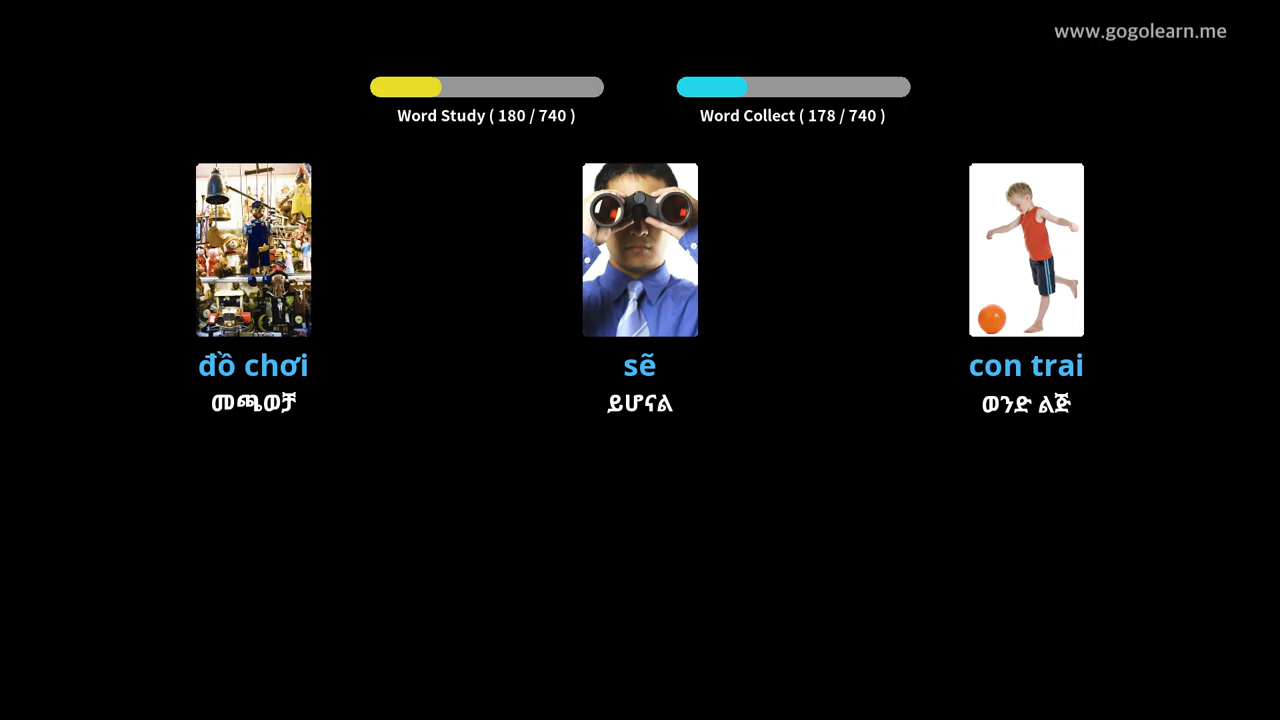 www.gogolearn.me
Word Study ( 180 / 740 )
Word Collect ( 178 / 740 )
đồ chơi
መጫወቻ
sẽ
ይሆናል
con trai
ወንድ ልጅ